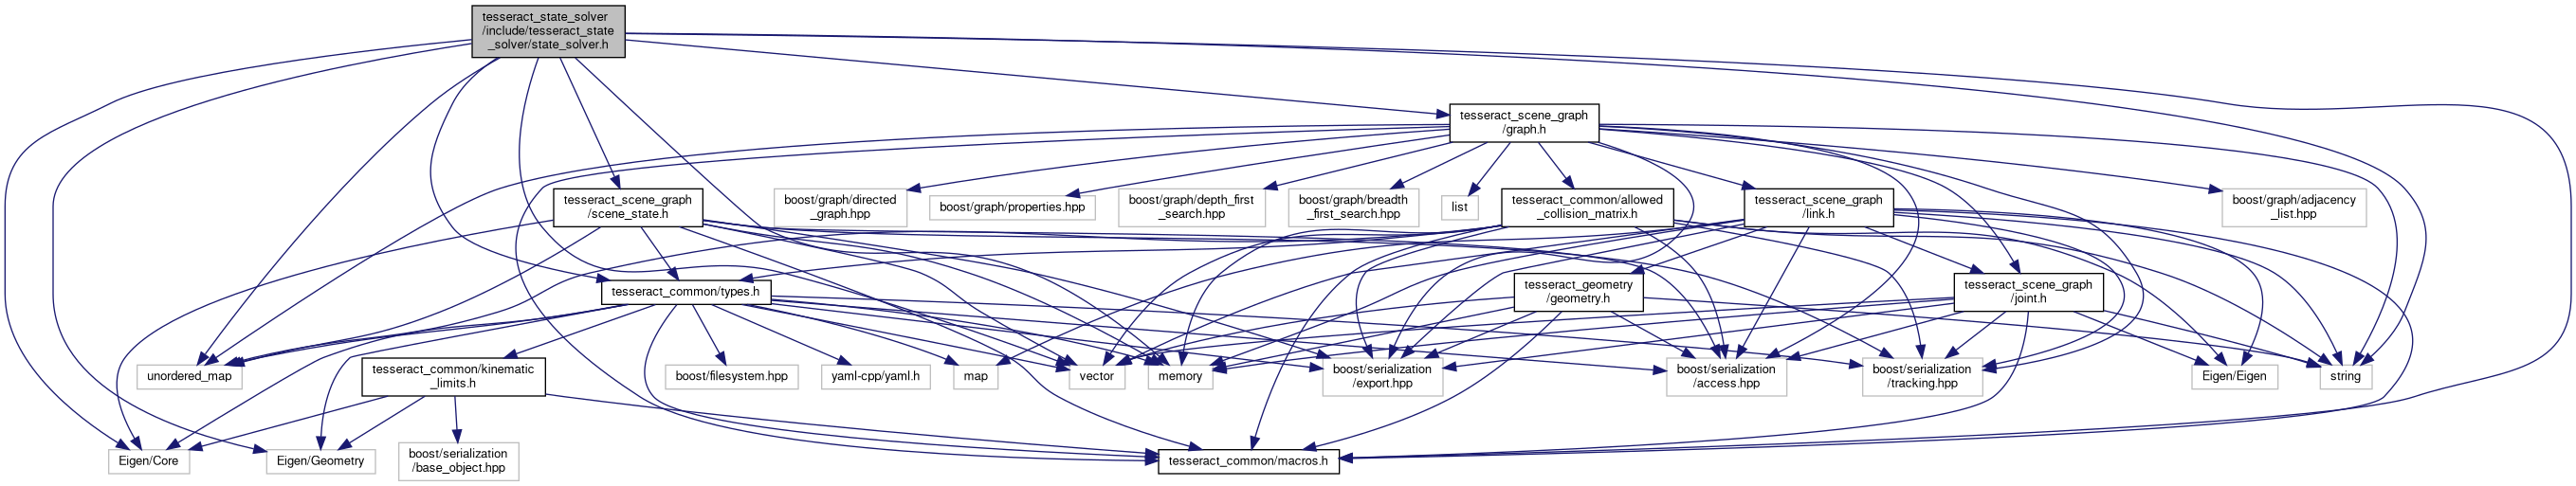 tesseract_state_solver
/include/tesseract_state
_solver/state_solver.h
tesseract_scene_graph
/graph.h
tesseract_scene_graph
/scene_state.h
boost/graph/directed
_graph.hpp
boost/graph/properties.hpp
boost/graph/depth_first
_search.hpp
boost/graph/breadth
_first_search.hpp
list
tesseract_common/allowed
_collision_matrix.h
tesseract_scene_graph
/link.h
boost/graph/adjacency
_list.hpp
tesseract_common/types.h
tesseract_geometry
/geometry.h
tesseract_scene_graph
/joint.h
unordered_map
tesseract_common/kinematic
_limits.h
boost/filesystem.hpp
yaml-cpp/yaml.h
map
vector
memory
boost/serialization
/export.hpp
boost/serialization
/access.hpp
boost/serialization
/tracking.hpp
Eigen/Eigen
string
Eigen/Core
Eigen/Geometry
boost/serialization
/base_object.hpp
tesseract_common/macros.h